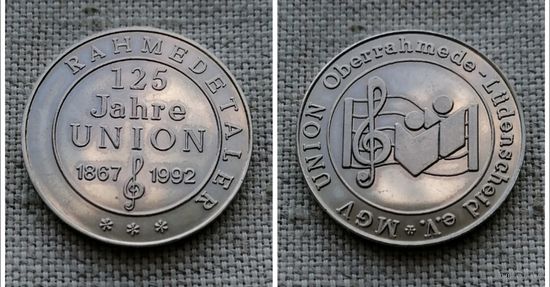 RAHMEDETALER
125
Jahre
UNION
1867 1992
* * *
MGV UNION Oberrahmede-Lüdenscheid e.V. *